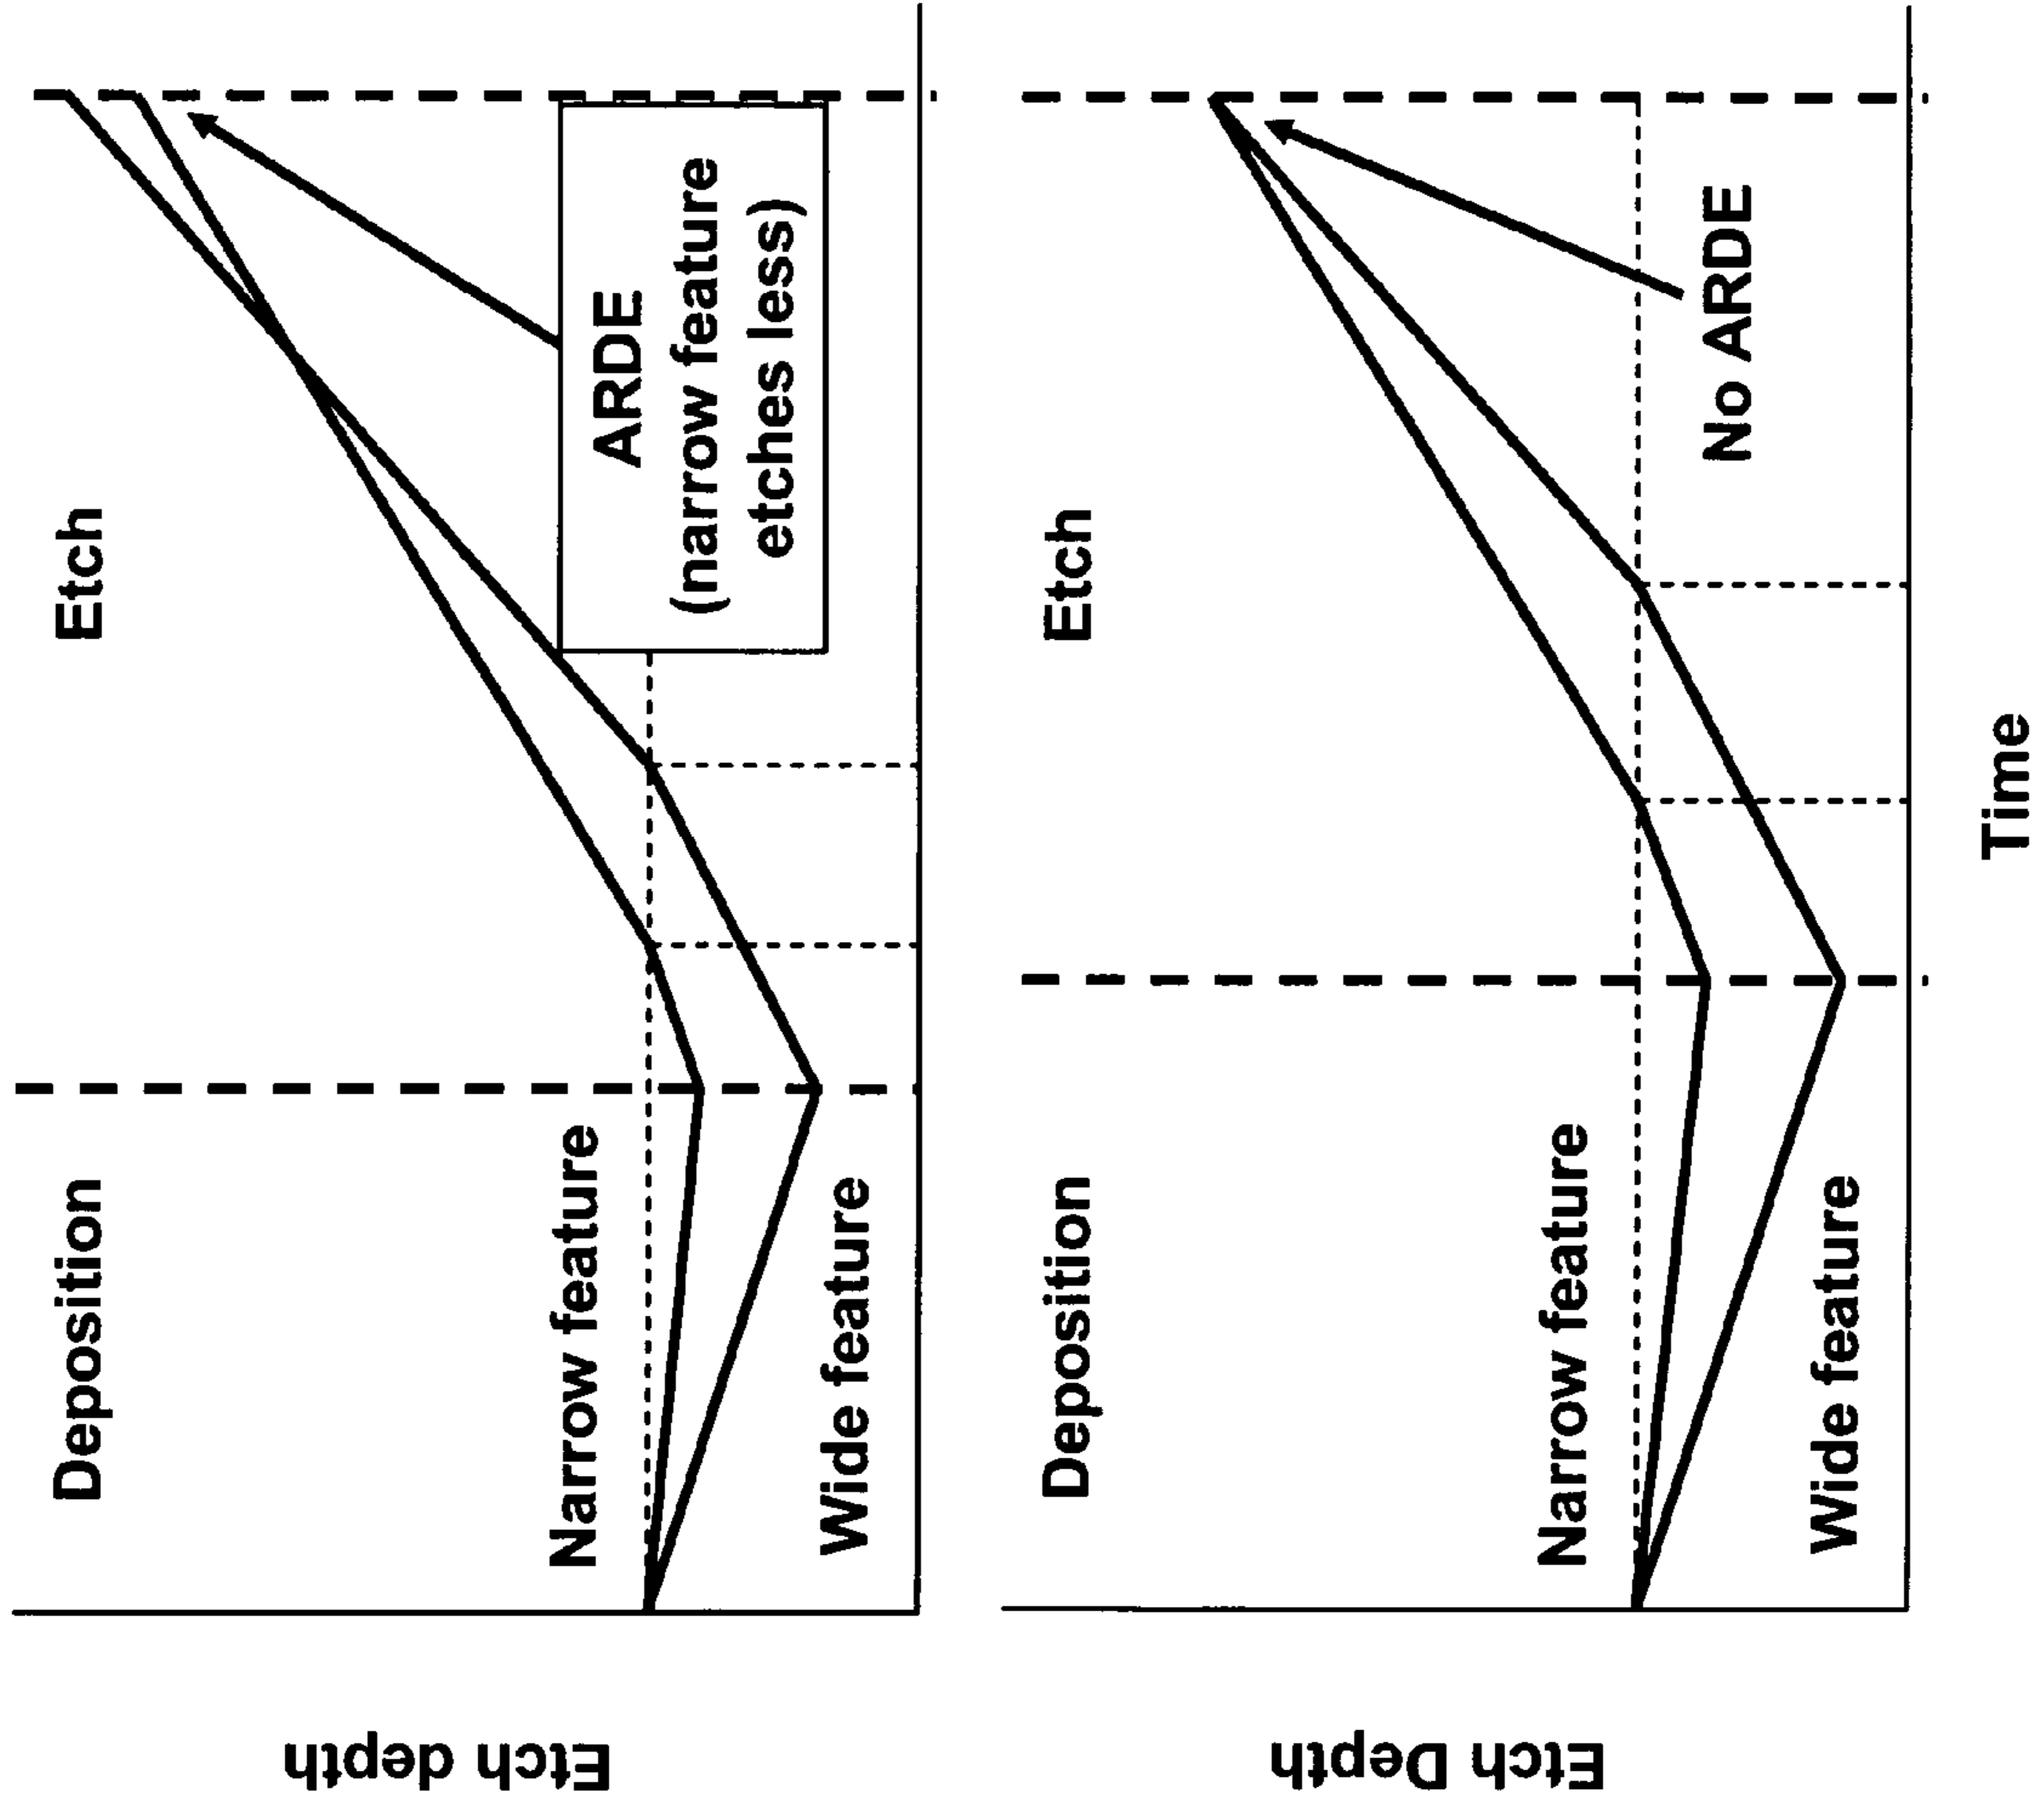 Etch depth
Deposition
Etch
Narrow feature
Wide feature
ARDE
(narrow feature
etches less)
Etch Depth
Deposition
Etch
Narrow feature
Wide feature
No ARDE
Time